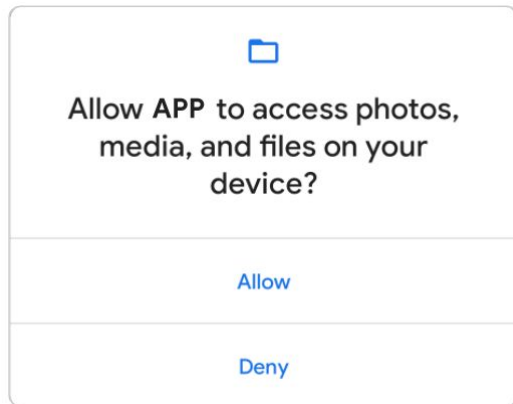 Allow APP to access photos,
media, and files on your
device?
Allow
Deny